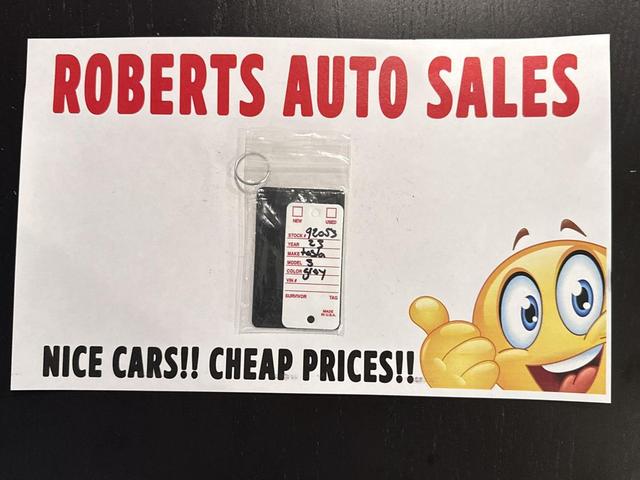 ROBERTS AUTO SALES
NEW USED
STOCK # 92053
YEAR 23
MAKE tesla
MODEL 3
COLOR gray
VIN #
SURVIVOR TAG
MADE
IN U.S.A.
NICE CARS!! CHEAP PRICES!!